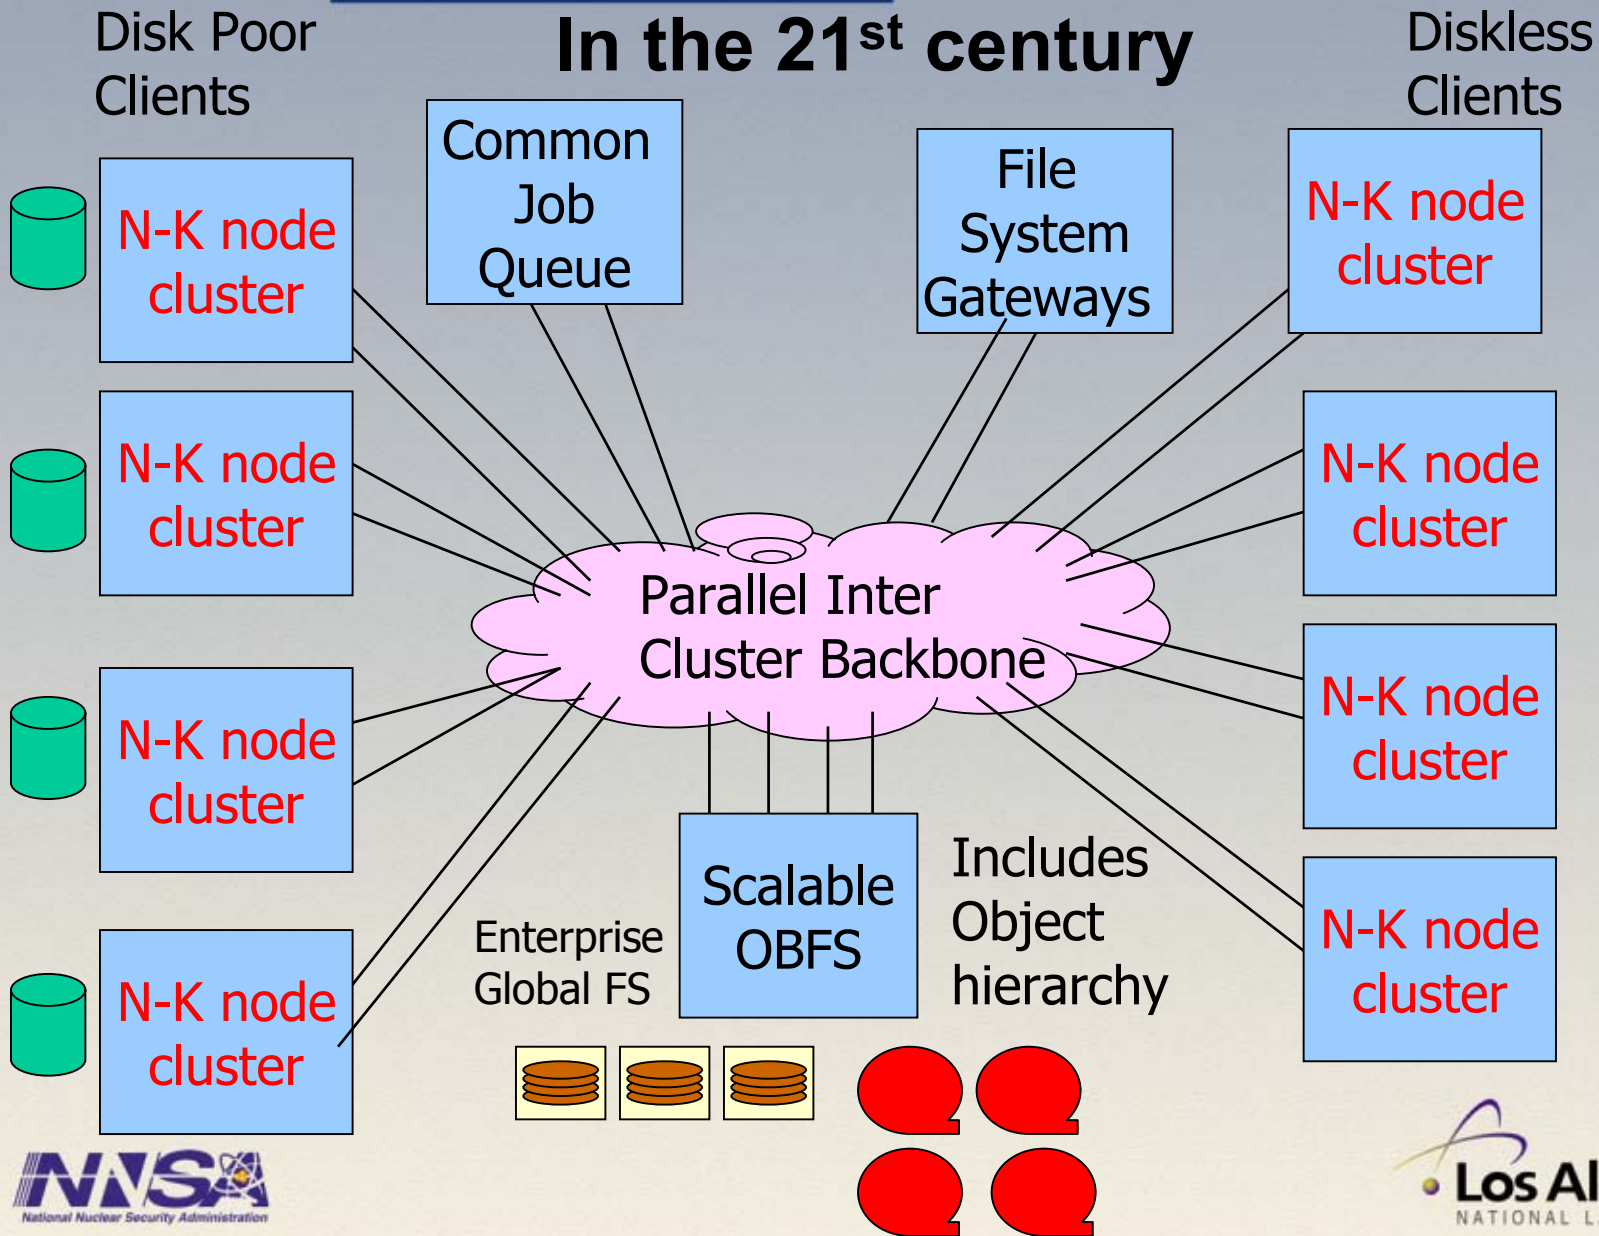 In the 21st century
Disk Poor
Clients
Diskless
Clients
Common
Job
Queue
File
System
Gateways
N-K node
cluster
N-K node
cluster
N-K node
cluster
N-K node
cluster
N-K node
cluster
N-K node
cluster
N-K node
cluster
N-K node
cluster
Parallel Inter
Cluster Backbone
Scalable
OBFS
Enterprise
Global FS
Includes
Object
hierarchy
NNSA
National Nuclear Security Administration
Los Al
NATIONAL L